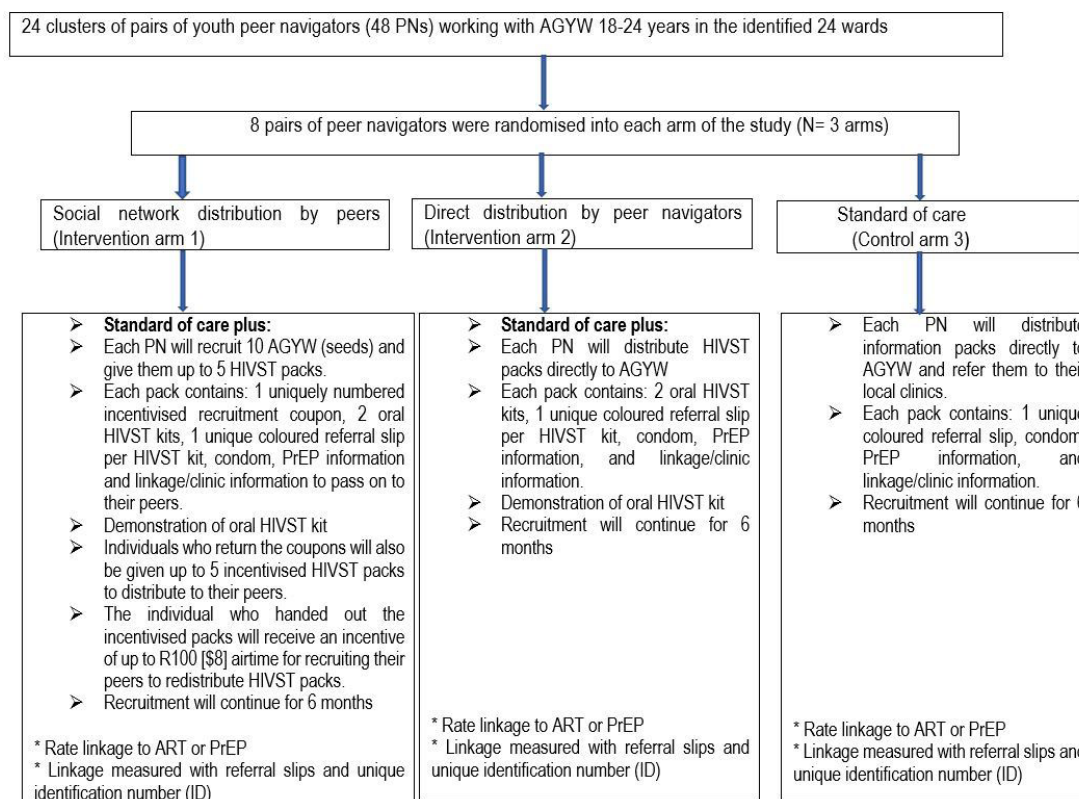 24 clusters of pairs of youth peer navigators (48 PNs) working with AGYW 18-24 years in the identified 24 wards
8 pairs of peer navigators were randomised into each arm of the study (N= 3 arms)
Social network distribution by peers
(Intervention arm 1)
Direct distribution by peer navigators
(Intervention arm 2)
Standard of care
(Control arm 3)
➢ Standard of care plus:
➢ Each PN will recruit 10 AGYW (seeds) and
give them up to 5 HIVST packs.
➢ Each pack contains: 1 uniquely numbered
incentivised recruitment coupon, 2 oral
HIVST kits, 1 unique coloured referral slip
per HIVST kit, condom, PrEP information
and linkage/clinic information to pass on to
their peers.
➢ Demonstration of oral HIVST kit
➢ Individuals who return the coupons will also
be given up to 5 incentivised HIVST packs
to distribute to their peers.
➢ The individual who handed out the
incentivised packs will receive an incentive
of up to R100 [$8] airtime for recruiting their
peers to redistribute HIVST packs.
➢ Recruitment will continue for 6 months
* Rate linkage to ART or PrEP
* Linkage measured with referral slips and unique
identification number (ID)
➢ Standard of care plus:
➢ Each PN will distribute HIVST
packs directly to AGYW
➢ Each pack contains: 2 oral HIVST
kits, 1 unique coloured referral slip
per HIVST kit, condom, PrEP
information, and linkage/clinic
information.
➢ Demonstration of oral HIVST kit
➢ Recruitment will continue for 6
months
* Rate linkage to ART or PrEP
* Linkage measured with referral slips and
unique identification number (ID)
➢ Each PN will distribute
information packs directly to
AGYW and refer them to their
local clinics.
➢ Each pack contains: 1 unique
coloured referral slip, condom,
PrEP information, and
linkage/clinic information.
➢ Recruitment will continue for 6
months
* Rate linkage to ART or PrEP
* Linkage measured with referral slips and
unique identification number (ID)